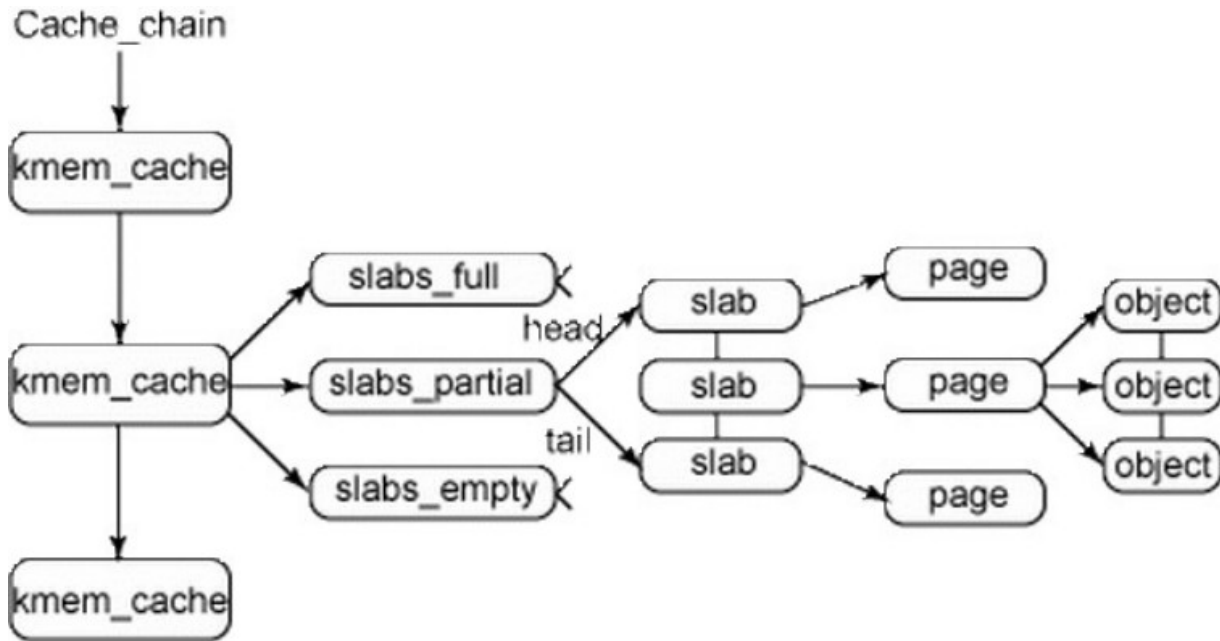 Cache_chain
kmem_cache
slabs_full
page
head
slab
object
kmem_cache
slabs_partial
slab
page
object
tail
slab
object
slabs_empty
page
kmem_cache